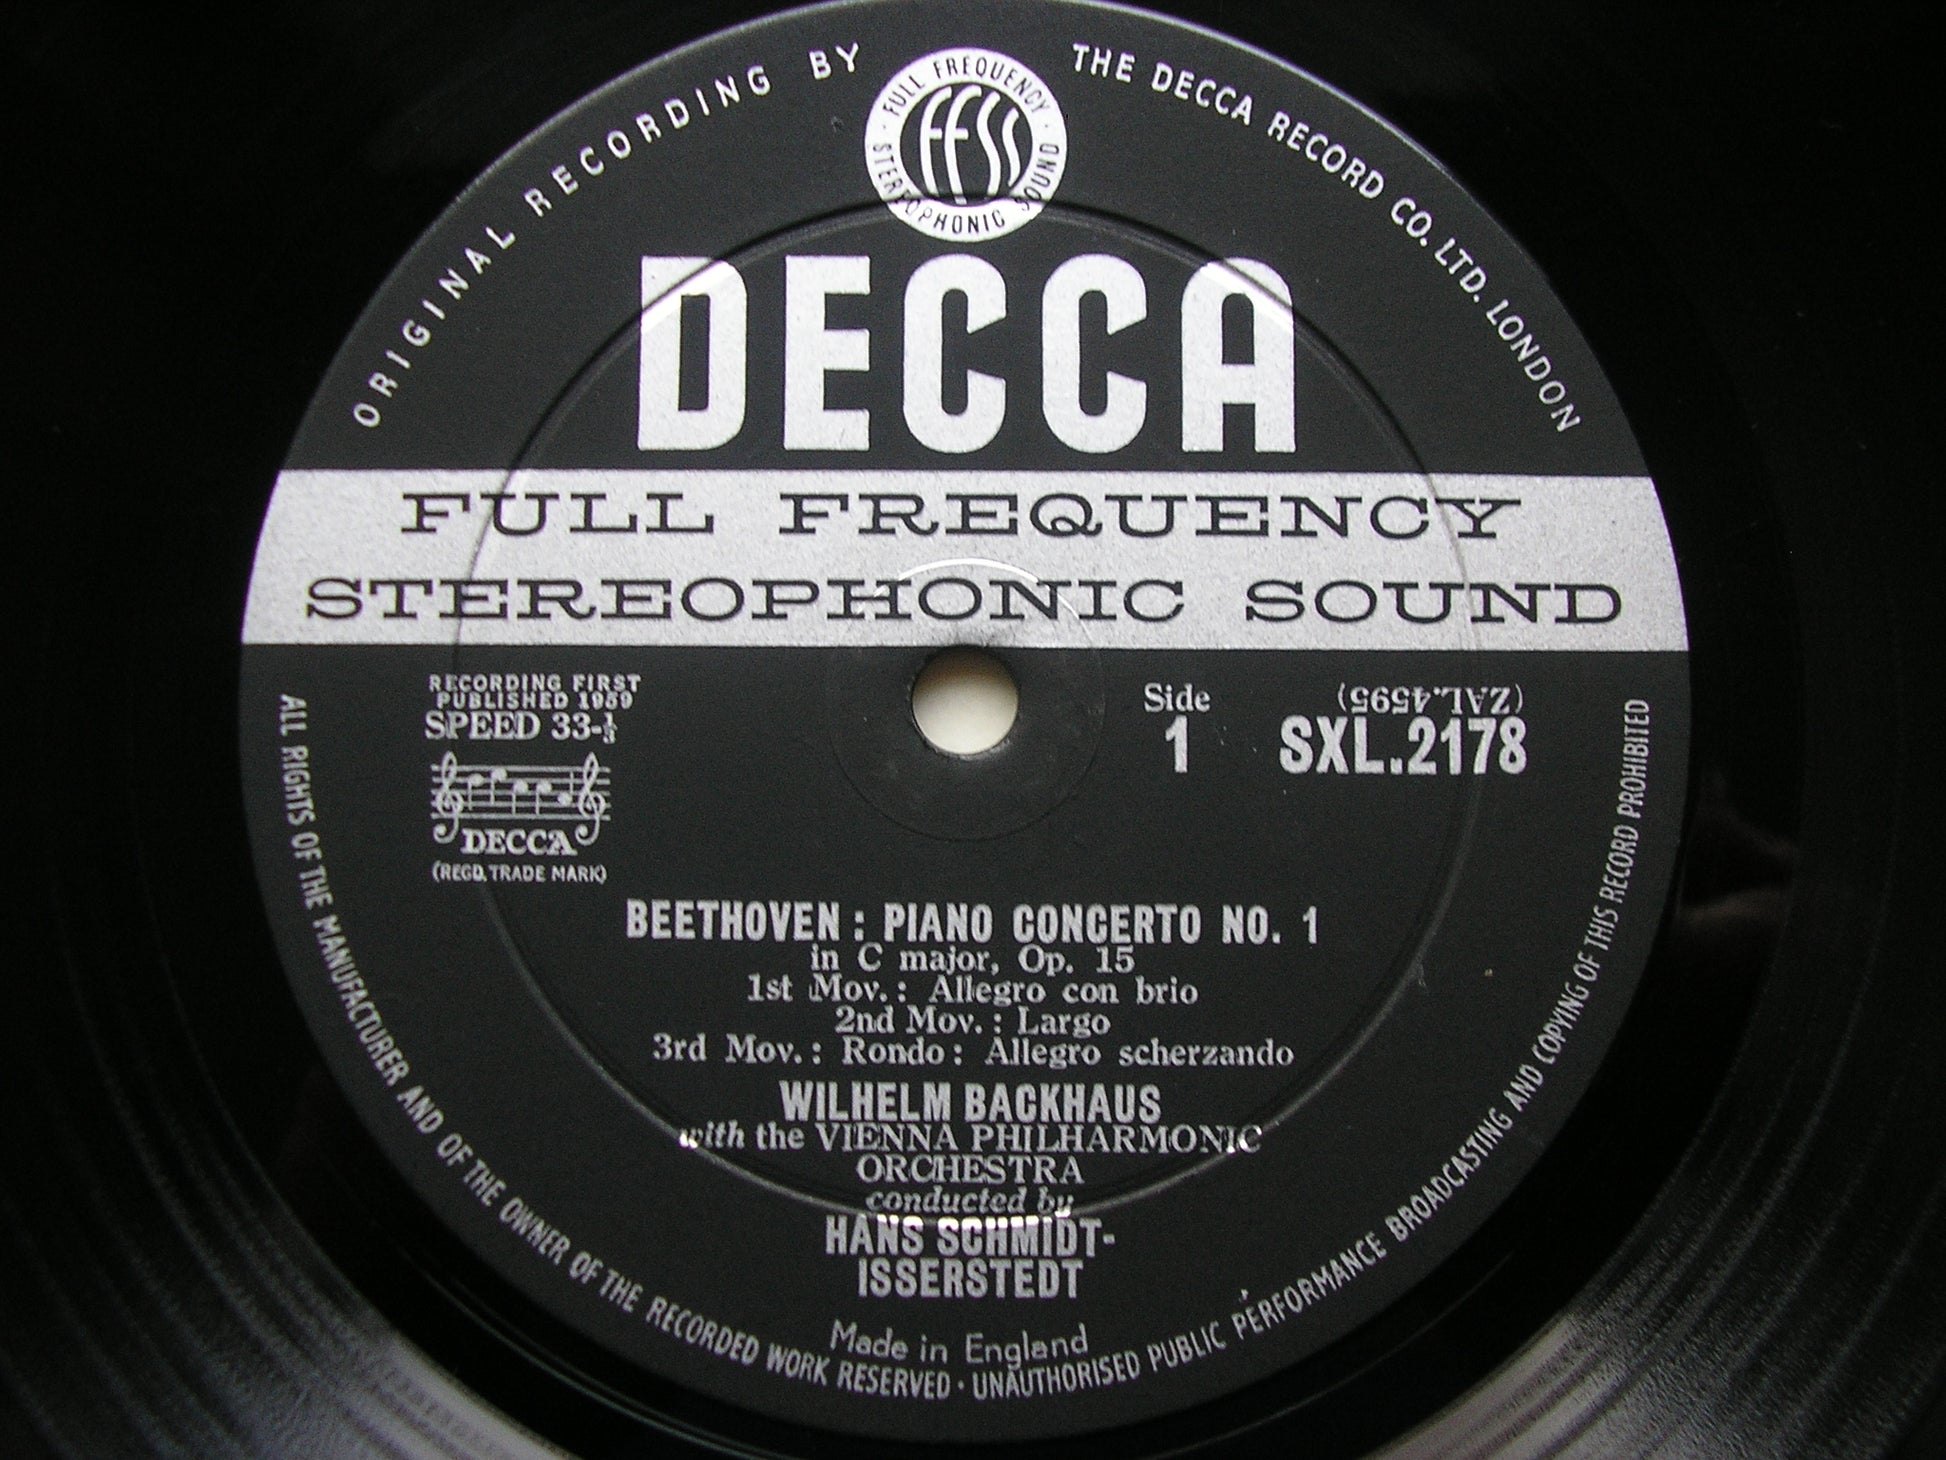 ORIGINAL RECORDING BY THE DECCA RECORD CO. LTD. LONDON
FULL FREQUENCY
FFSS
STEREOPHONIC SOUND
DECCA
FULL FREQUENCY
STEREOPHONIC SOUND
RECORDING FIRST
PUBLISHED 1959
SPEED 33-⅓
DECCA
(REGD. TRADE MARK)
Side
1
(ZAL.4595)
SXL.2178
BEETHOVEN : PIANO CONCERTO NO. 1
in C major, Op. 15
1st Mov. : Allegro con brio
2nd Mov. : Largo
3rd Mov. : Rondo : Allegro scherzando
WILHELM BACKHAUS
with the VIENNA PHILHARMONIC
ORCHESTRA
conducted by
HANS SCHMIDT-
ISSERSTEDT
Made in England
ALL RIGHTS OF THE MANUFACTURER AND OF THE OWNER OF THE RECORDED WORK RESERVED · UNAUTHORISED PUBLIC PERFORMANCE BROADCASTING AND COPYING OF THIS RECORD PROHIBITED